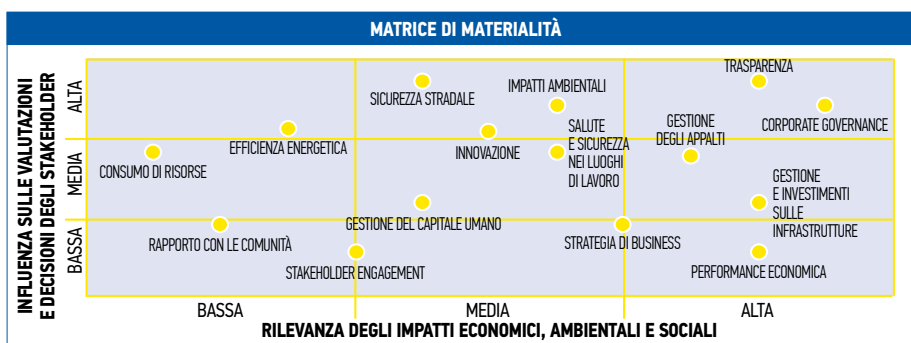 MATRICE DI MATERIALITÀ
INFLUENZA SULLE VALUTAZIONI
E DECISIONI DEGLI STAKEHOLDER
ALTA
MEDIA
BASSA
TRASPARENZA
SICUREZZA STRADALE
IMPATTI AMBIENTALI
CORPORATE GOVERNANCE
GESTIONE
DEGLI APPALTI
EFFICIENZA ENERGETICA
INNOVAZIONE
SALUTE
E SICUREZZA
NEI LUOGHI
DI LAVORO
CONSUMO DI RISORSE
GESTIONE
E INVESTIMENTI
SULLE
INFRASTRUTTURE
GESTIONE DEL CAPITALE UMANO
RAPPORTO CON LE COMUNITÀ
STRATEGIA DI BUSINESS
STAKEHOLDER ENGAGEMENT
PERFORMANCE ECONOMICA
BASSA
MEDIA
ALTA
RILEVANZA DEGLI IMPATTI ECONOMICI, AMBIENTALI E SOCIALI